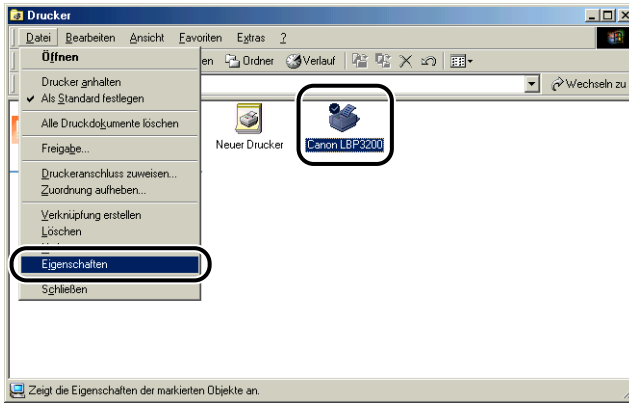 Drucker
Datei Bearbeiten Ansicht Favoriten Extras ?
en Ordner Verlauf
Wechseln zu
Öffnen
Drucker anhalten
Als Standard festlegen
Alle Druckdokumente löschen
Freigabe...
Druckeranschluss zuweisen...
Zuordnung aufheben...
Verknüpfung erstellen
Löschen
Eigenschaften
Schließen
Neuer Drucker
Canon LBP3200
Zeigt die Eigenschaften der markierten Objekte an.